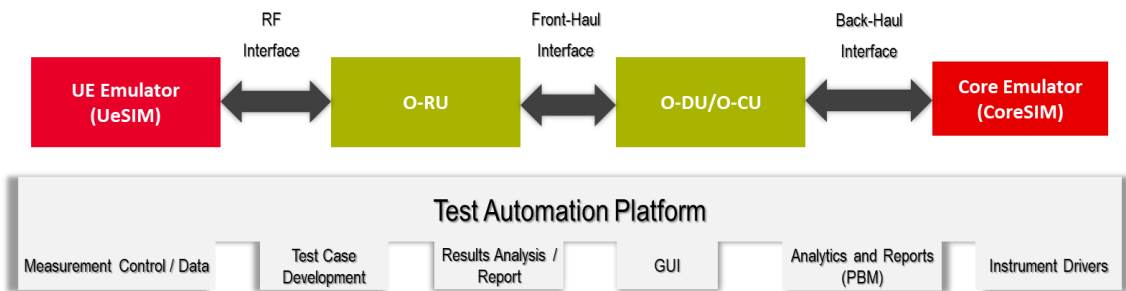 RF
Interface
Front-Haul
Interface
Back-Haul
Interface
UE Emulator
(UeSIM)
O-RU
O-DU/O-CU
Core Emulator
(CoreSIM)
Test Automation Platform
Measurement Control / Data
Test Case
Development
Results Analysis /
Report
GUI
Analytics and Reports
(PBM)
Instrument Drivers